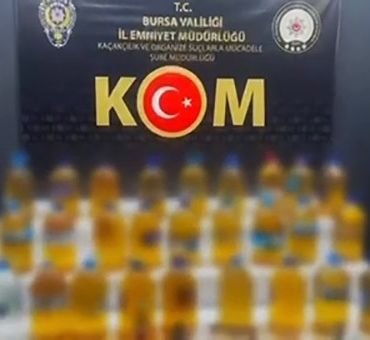 T.C.
BURSA VALİLİĞİ
İL EMNİYET MÜDÜRLÜĞÜ
KAÇAKÇILIK VE ORGANİZE SUÇLARLA MÜCADELE
ŞUBE MÜDÜRLÜĞÜ
KOM